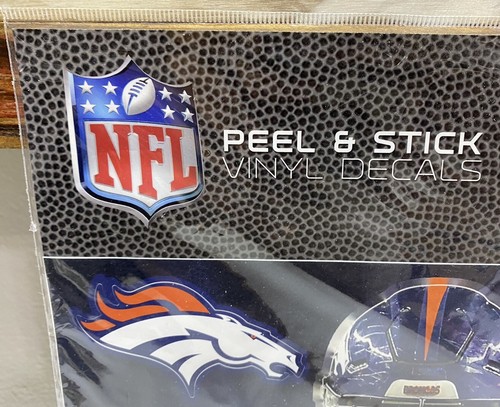 NFL
PEEL & STICK
VINYL DECALS
BRONCOS